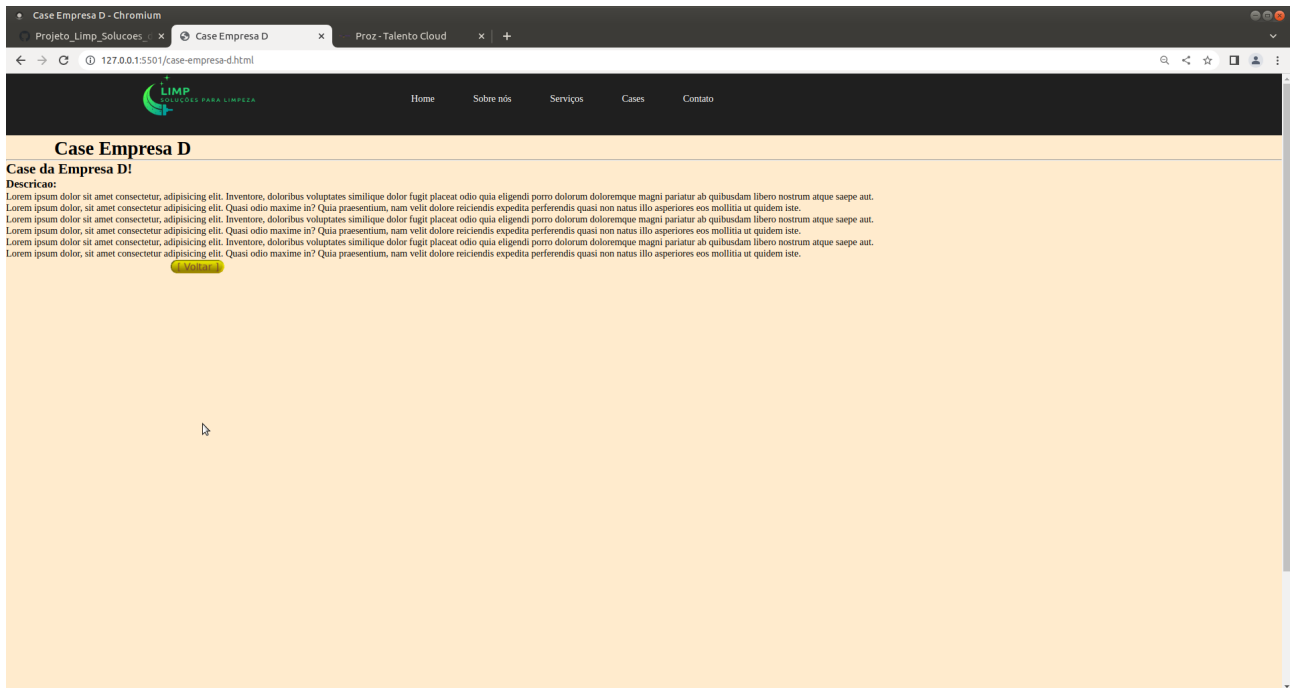 Case Empresa D - Chromium
Projeto_Limp_Solucoes_
Case Empresa D
Proz - Talento Cloud
127.0.0.1:5501/case-empresa-d.html
LIMP
SOLUÇÕES PARA LIMPEZA
Home Sobre nós Serviços Cases Contato
Case Empresa D
Case da Empresa D!
Descricao:
Lorem ipsum dolor sit amet consectetur, adipisicing elit. Inventore, doloribus voluptates similique dolor fugit placeat odio quia eligendi porro dolorum doloremque magni pariatur ab quibusdam libero nostrum atque saepe aut.
Lorem ipsum dolor, sit amet consectetur adipisicing elit. Quasi odio maxime in? Quia praesentium, nam velit dolore reiciendis expedita perferendis quasi non natus illo asperiores eos mollitia ut quidem iste.
Lorem ipsum dolor sit amet consectetur, adipisicing elit. Inventore, doloribus voluptates similique dolor fugit placeat odio quia eligendi porro dolorum doloremque magni pariatur ab quibusdam libero nostrum atque saepe aut.
Lorem ipsum dolor, sit amet consectetur adipisicing elit. Quasi odio maxime in? Quia praesentium, nam velit dolore reiciendis expedita perferendis quasi non natus illo asperiores eos mollitia ut quidem iste.
Lorem ipsum dolor sit amet consectetur, adipisicing elit. Inventore, doloribus voluptates similique dolor fugit placeat odio quia eligendi porro dolorum doloremque magni pariatur ab quibusdam libero nostrum atque saepe aut.
Lorem ipsum dolor, sit amet consectetur adipisicing elit. Quasi odio maxime in? Quia praesentium, nam velit dolore reiciendis expedita perferendis quasi non natus illo asperiores eos mollitia ut quidem iste.
[ Voltar ]